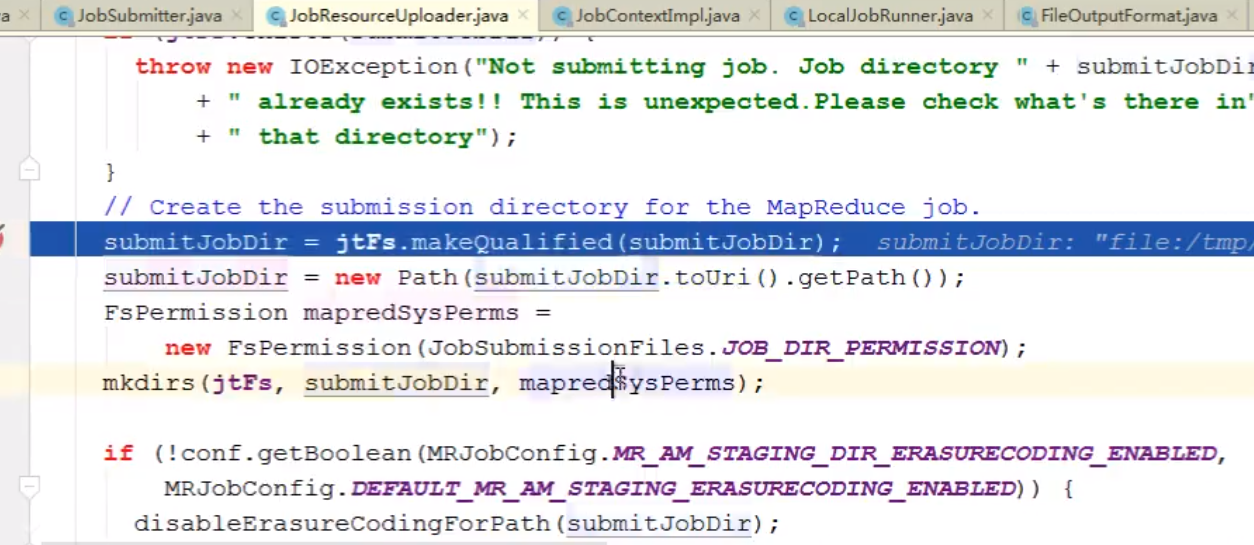 JobSubmitter.java × JobResourceUploader.java × JobContextImpl.java × LocalJobRunner.java × FileOutputFormat.java ×
throw new IOException("Not submitting job. Job directory " + submitJobDir
+ " already exists!! This is unexpected.Please check what's there in"
+ " that directory");
}
// Create the submission directory for the MapReduce job.
submitJobDir = jtFs.makeQualified(submitJobDir); submitJobDir: "file:/tmp/
submitJobDir = new Path(submitJobDir.toUri().getPath());
FsPermission mapredSysPerms =
new FsPermission(JobSubmissionFiles.JOB_DIR_PERMISSION);
mkdirs(jtFs, submitJobDir, mapredSysPerms);
if (!conf.getBoolean(MRJobConfig.MR_AM_STAGING_DIR_ERASURECODING_ENABLED,
MRJobConfig.DEFAULT_MR_AM_STAGING_ERASURECODING_ENABLED)) {
disableErasureCodingForPath(submitJobDir);